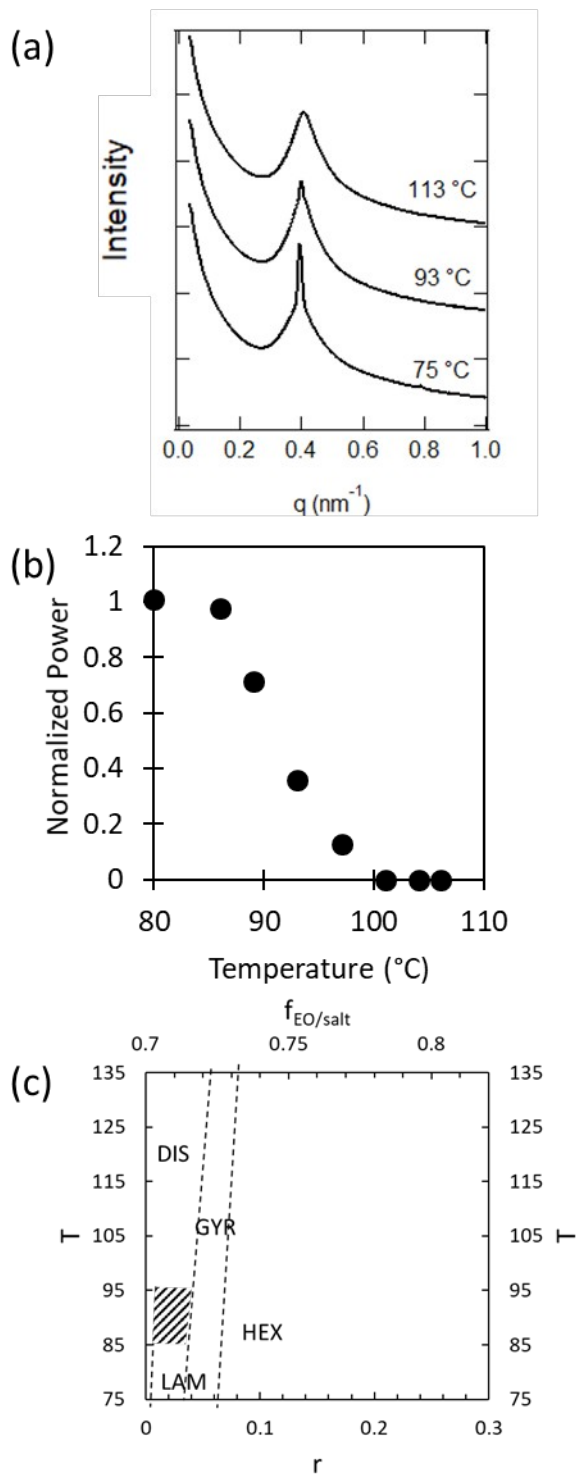 (a)
Intensity
113 °C
93 °C
75 °C
0.0 0.2 0.4 0.6 0.8 1.0
q (nm-1)
(b)
Normalized Power
1.2
1
0.8
0.6
0.4
0.2
0
80 90 100 110
Temperature (°C)
fEO/salt
0.7 0.75 0.8
(c)
135 135
125 125
DIS
115 115
T GYR 105 105 T
95 95
HEX
85 85
LAM
75 75
0 0.1 0.2 0.3
r